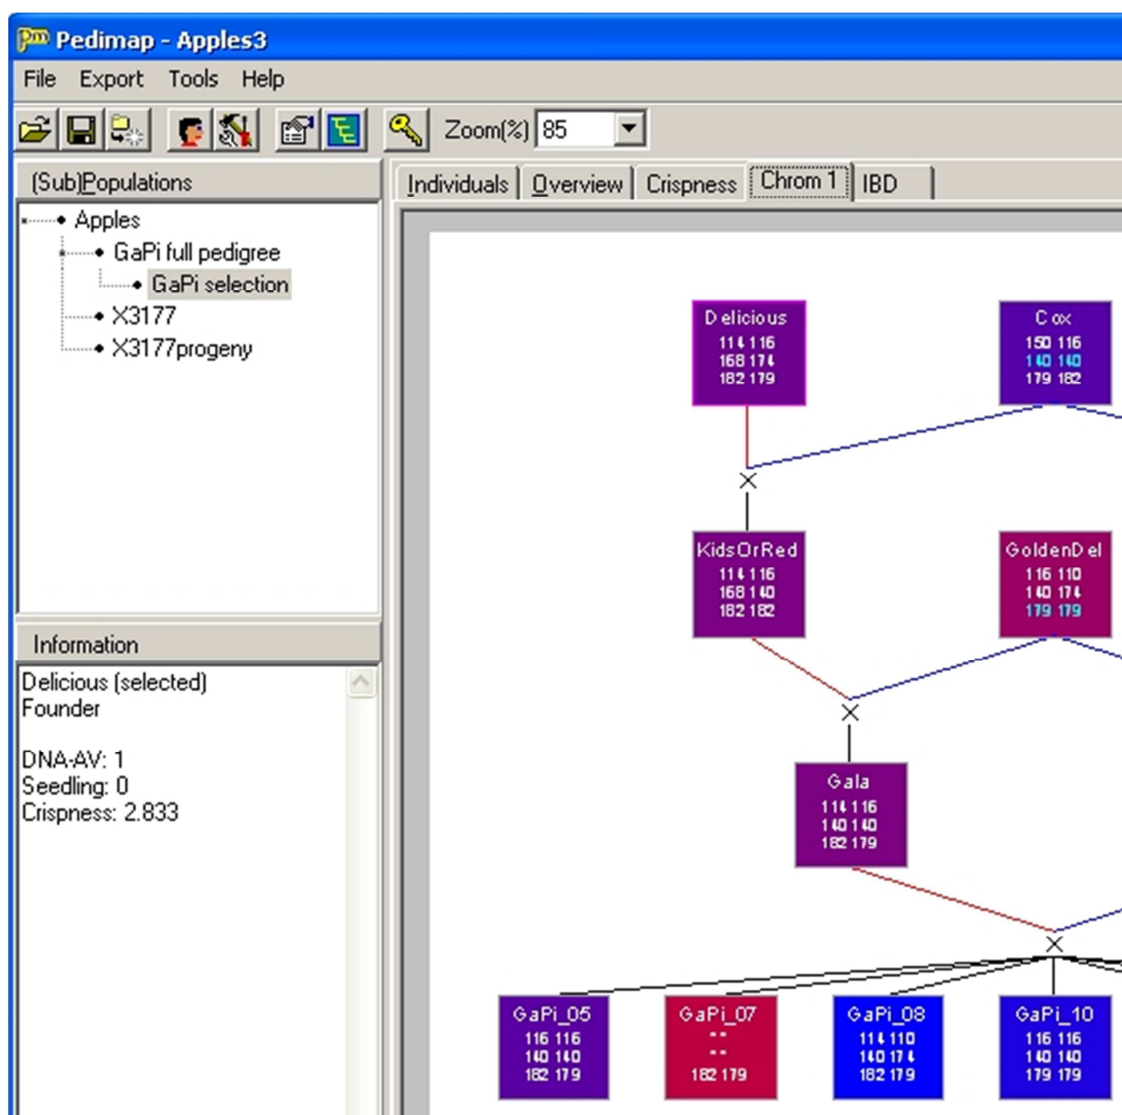 Pedimap - Apples3
File Export Tools Help
Zoom(%) 85
(Sub)Populations
Individuals Overview Crispness Chrom 1 IBD
Apples
GaPi full pedigree
GaPi selection
X3177
X3177progeny
Information
Delicious (selected)
Founder
DNA-AV: 1
Seedling: 0
Crispness: 2.833
Delicious
114 116
168 174
182 179
Cox
150 116
140 140
179 182
KidsOrRed
114 116
168 140
182 182
GoldenDel
116 110
140 174
179 179
Gala
114 116
140 140
182 179
GaPi_05
116 116
140 140
182 179
GaPi_07
" "
" "
182 179
GaPi_08
114 110
140 174
182 179
GaPi_10
116 116
140 140
179 179